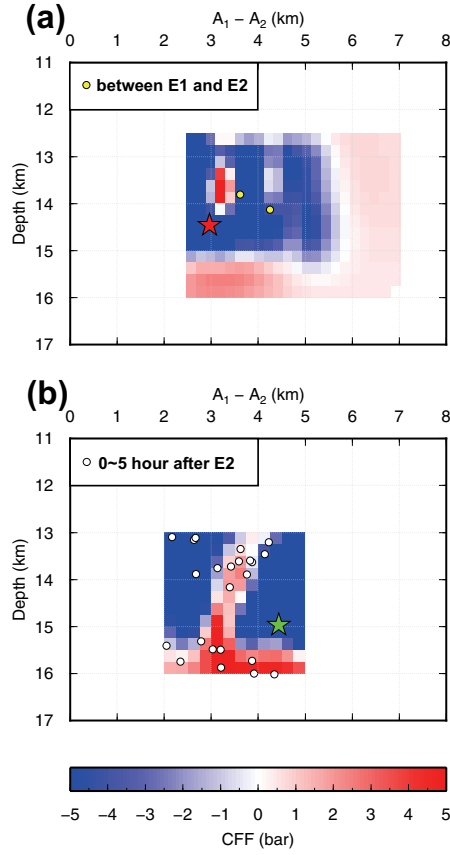 (a)
A₁ − A₂ (km)
0 1 2 3 4 5 6 7 8
11
12
13
14
15
16
17
Depth (km)
between E1 and E2
(b)
A₁ − A₂ (km)
0 1 2 3 4 5 6 7 8
11
12
13
14
15
16
17
Depth (km)
0~5 hour after E2
−5 −4 −3 −2 −1 0 1 2 3 4 5
CFF (bar)